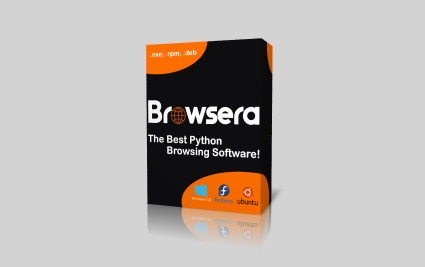 .exe; .rpm; .deb
Browsera
The Best Python
Browsing Software!
fedora
ubuntu